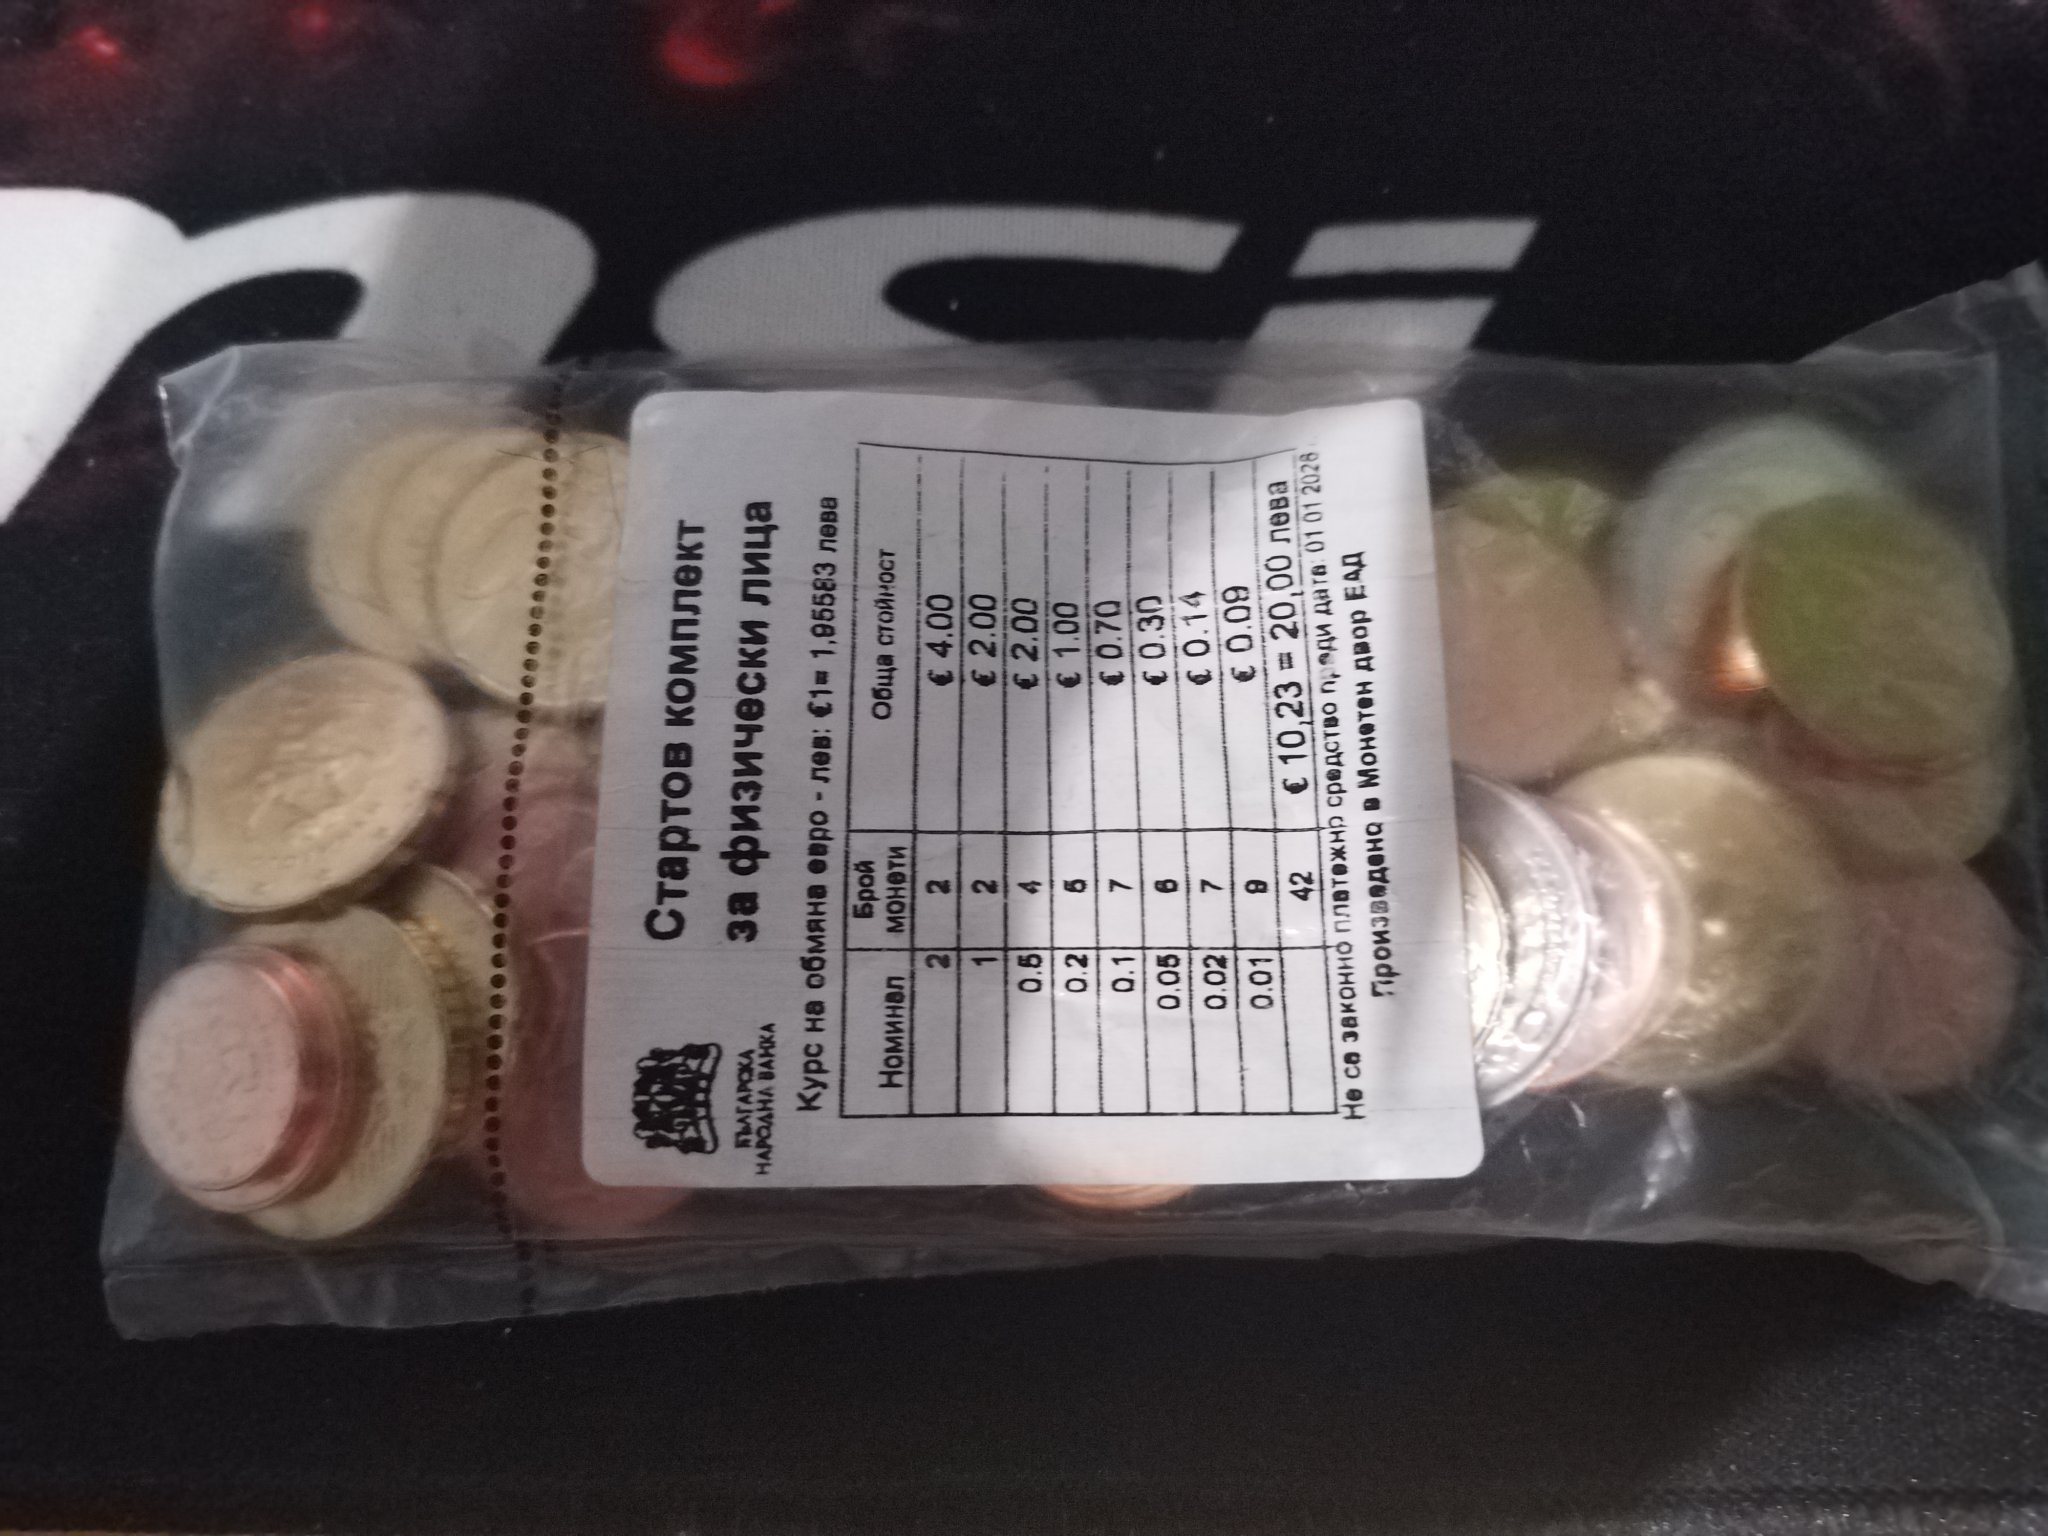 Стартов комплект
за физически лица
БЪЛГАРСКА
НАРОДНА БАНКА
Курс на обмяна евро - лев: €1= 1,95583 лева
Номинал Брой монети Обща стойност
2 2 € 4.00
1 2 € 2.00
0.5 4 € 2.00
0.2 5 € 1.00
0.1 7 € 0.70
0.05 6 € 0.30
0.02 7 € 0.14
0.01 9 € 0.09
42 € 10,23 = 20,00 лева
Не са законно платежно средство преди дата: 01 01 2026
Произведено в Монетен двор ЕАД